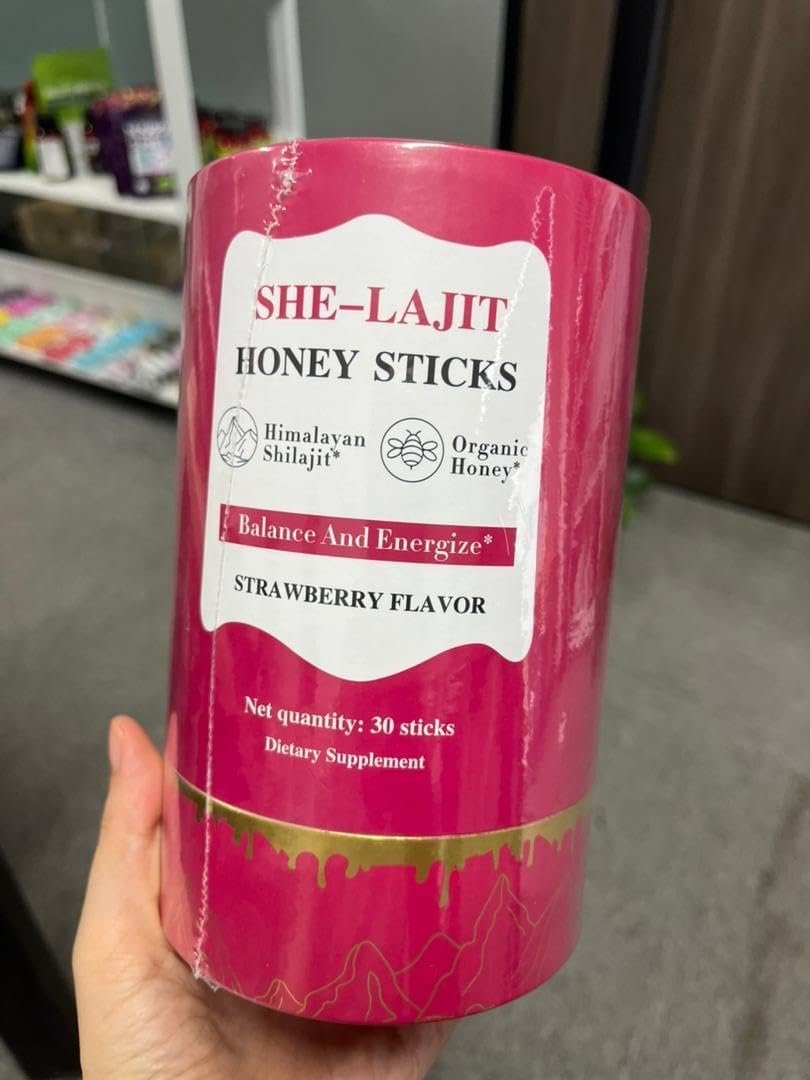 SHE-LAJIT
HONEY STICKS
Himalayan
Shilajit*
Organic
Honey*
Balance And Energize*
STRAWBERRY FLAVOR
Net quantity: 30 sticks
Dietary Supplement